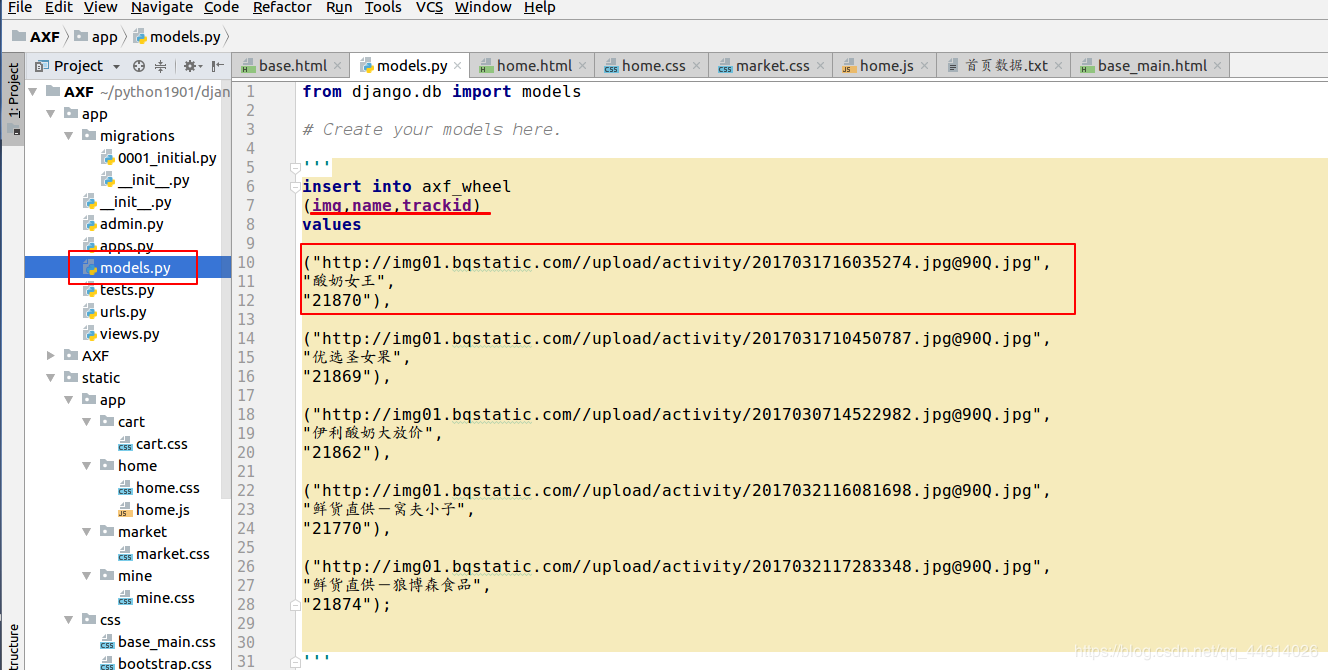 File Edit View Navigate Code Refactor Run Tools VCS Window Help
AXF app models.py
1: Project
Project
base.html models.py home.html home.css market.css home.js 首页数据.txt base_main.html
AXF ~/python1901/djan
app
migrations
0001_initial.py
__init__.py
__init__.py
admin.py
apps.py
models.py
tests.py
urls.py
views.py
AXF
static
app
cart
cart.css
home
home.css
home.js
market
market.css
mine
mine.css
css
base_main.css
bootstrap.css
tructure
1 from django.db import models
2
3 # Create your models here.
4
5 '''
6 insert into axf_wheel
7 (img,name,trackid)
8 values
9
10 ("http://img01.bqstatic.com//upload/activity/2017031716035274.jpg@90Q.jpg",
11 "酸奶女王",
12 "21870"),
13
14 ("http://img01.bqstatic.com//upload/activity/2017031710450787.jpg@90Q.jpg",
15 "优选圣女果",
16 "21869"),
17
18 ("http://img01.bqstatic.com//upload/activity/2017030714522982.jpg@90Q.jpg",
19 "伊利酸奶大放价",
20 "21862"),
21
22 ("http://img01.bqstatic.com//upload/activity/2017032116081698.jpg@90Q.jpg",
23 "鲜货直供－窝夫小子",
24 "21770"),
25
26 ("http://img01.bqstatic.com//upload/activity/2017032117283348.jpg@90Q.jpg",
27 "鲜货直供－狼博森食品",
28 "21874");
29
30
31 '''
https://blog.csdn.net/qq_44614026